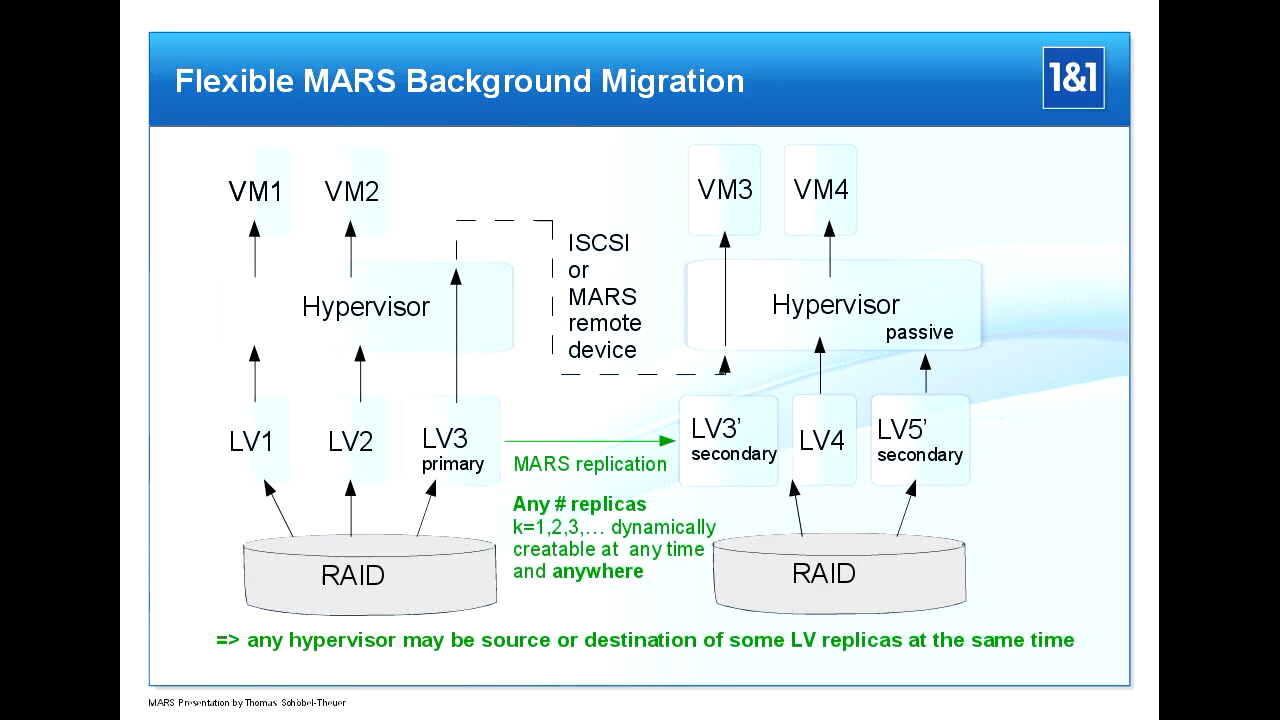 Flexible MARS Background Migration
1&1
VM1
VM2
VM3
VM4
ISCSI
or
MARS
remote
device
Hypervisor
Hypervisor
passive
LV1
LV2
LV3
primary
MARS replication
LV3’
secondary
LV4
LV5’
secondary
Any # replicas
k=1,2,3,… dynamically
creatable at any time
and anywhere
RAID
RAID
=> any hypervisor may be source or destination of some LV replicas at the same time
MARS Presentation by Thomas Schöbel-Theuer